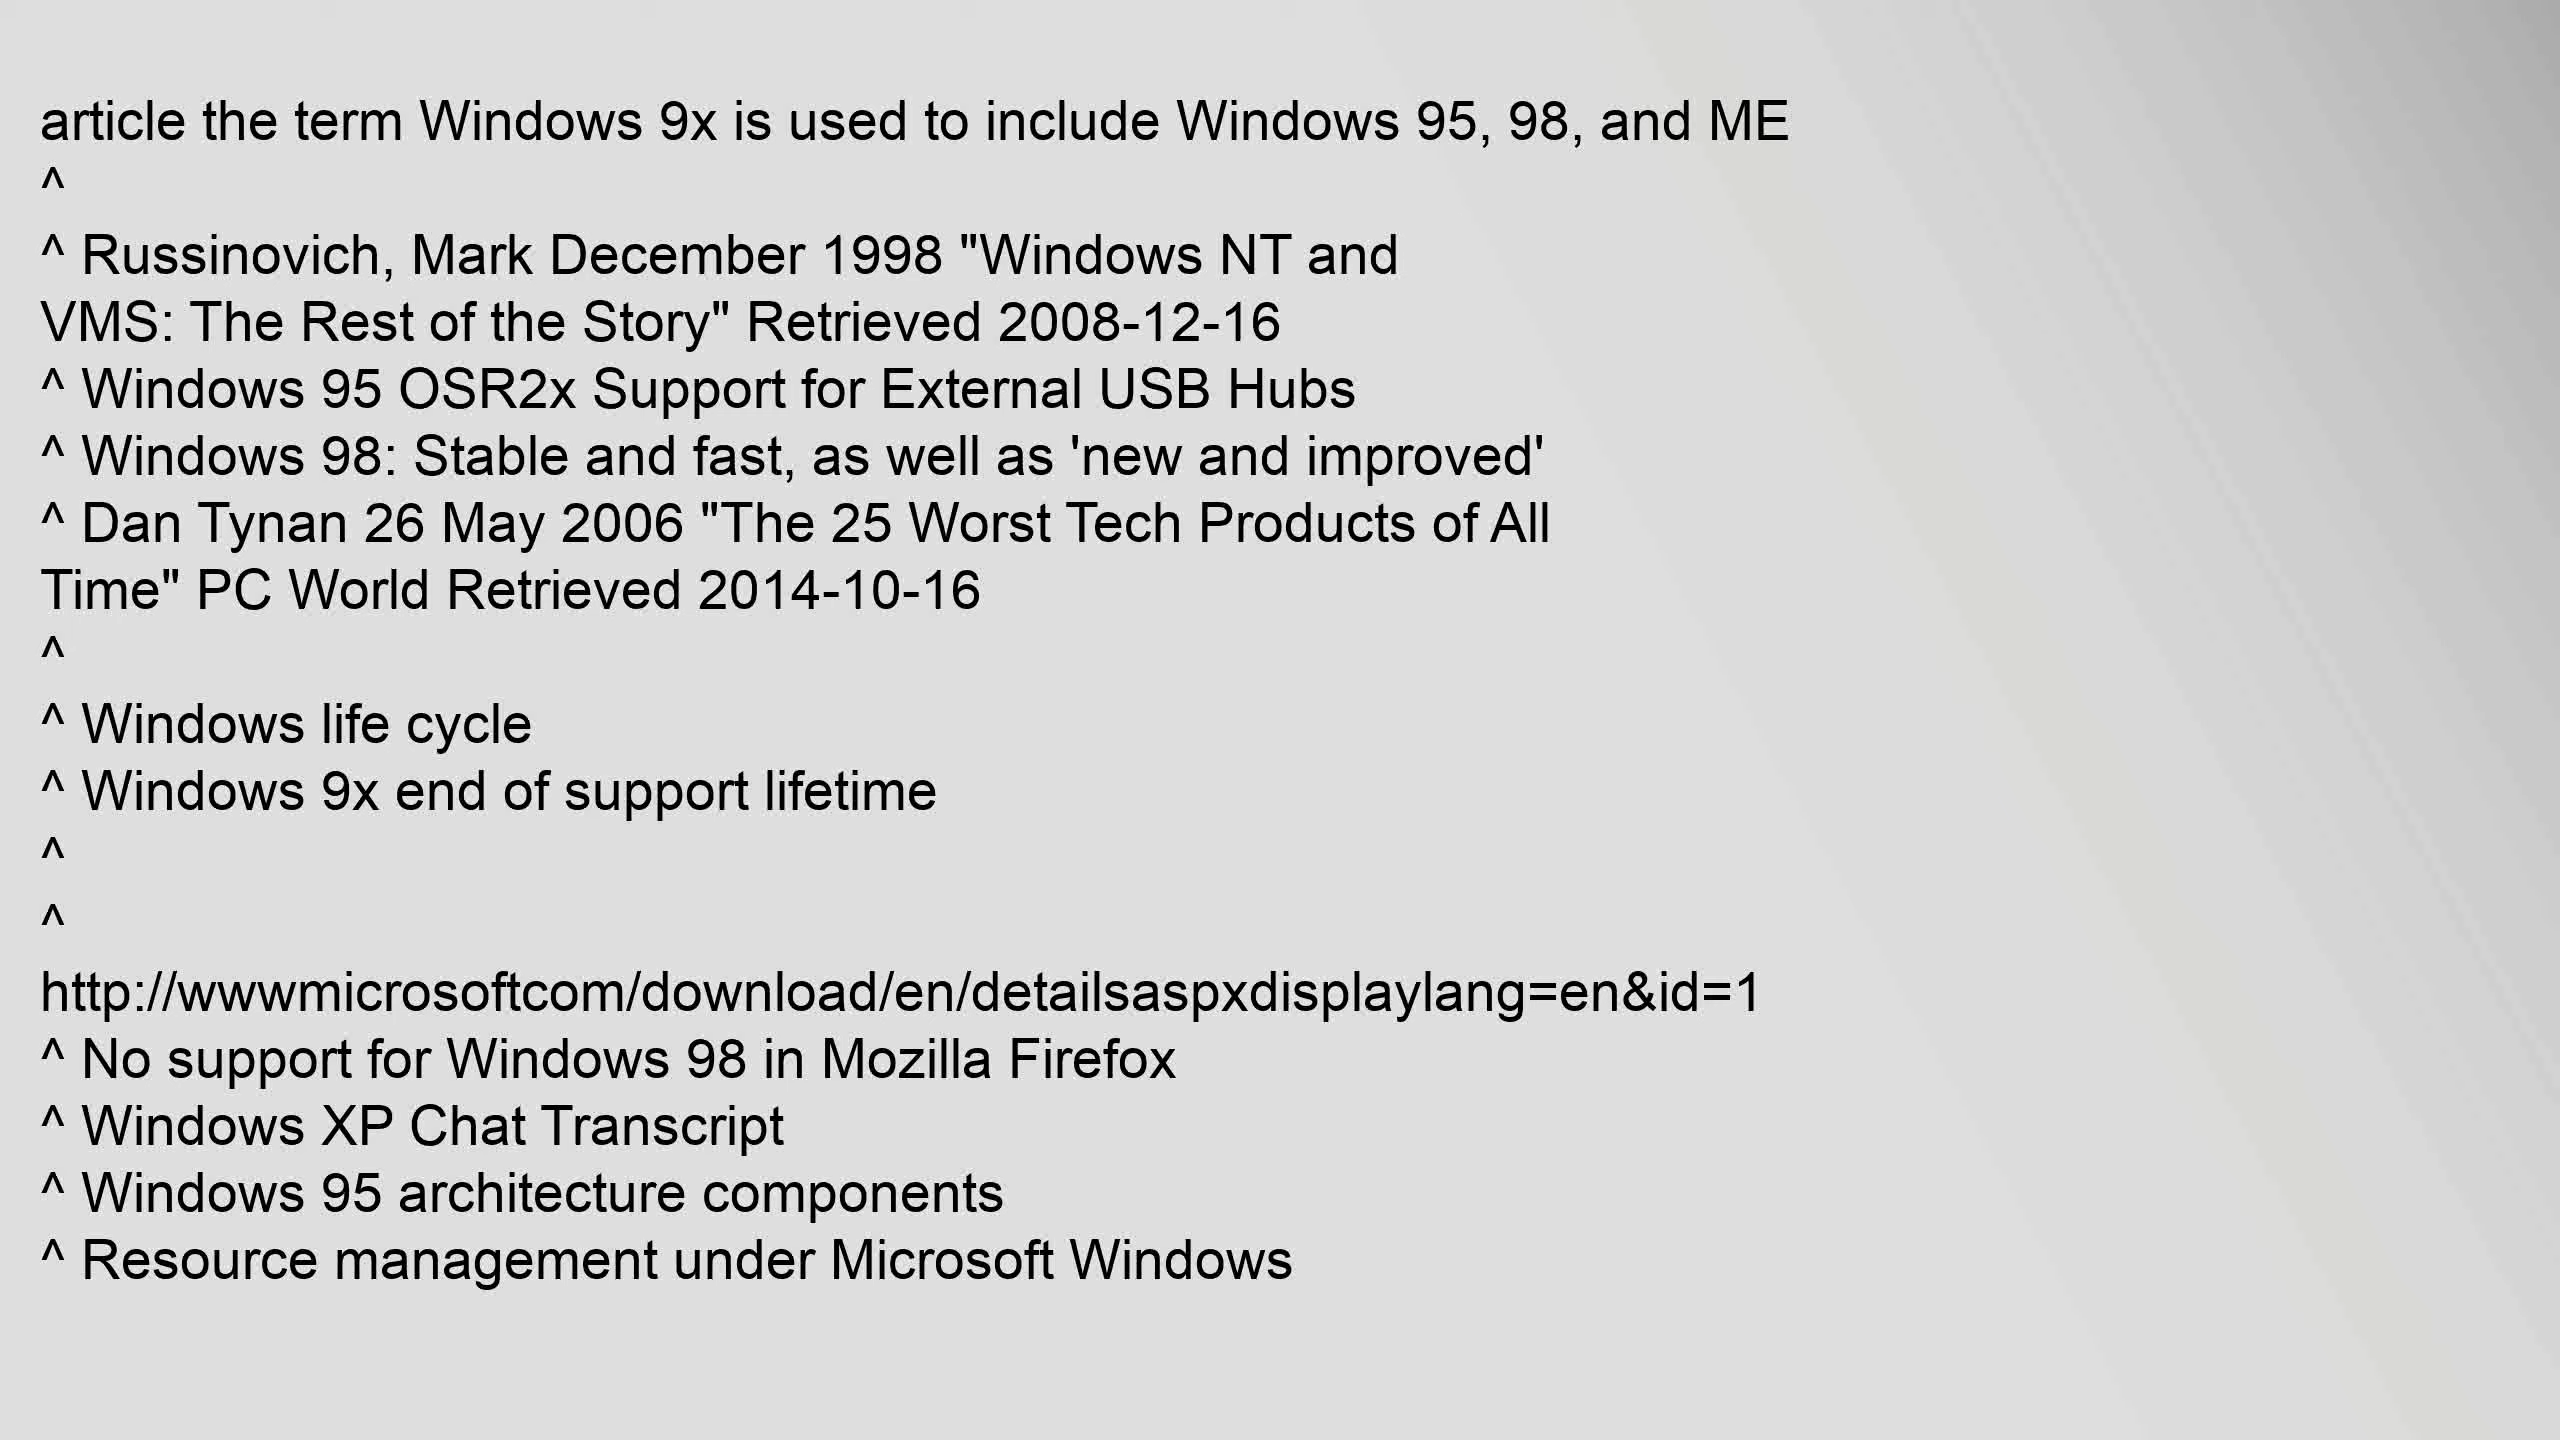 article the term Windows 9x is used to include Windows 95, 98, and ME
^
^ Russinovich, Mark December 1998 "Windows NT and
VMS: The Rest of the Story" Retrieved 2008-12-16
^ Windows 95 OSR2x Support for External USB Hubs
^ Windows 98: Stable and fast, as well as 'new and improved'
^ Dan Tynan 26 May 2006 "The 25 Worst Tech Products of All
Time" PC World Retrieved 2014-10-16
^
^ Windows life cycle
^ Windows 9x end of support lifetime
^
^
http://wwwmicrosoftcom/download/en/detailsaspxdisplaylang=en&id=1
^ No support for Windows 98 in Mozilla Firefox
^ Windows XP Chat Transcript
^ Windows 95 architecture components
^ Resource management under Microsoft Windows